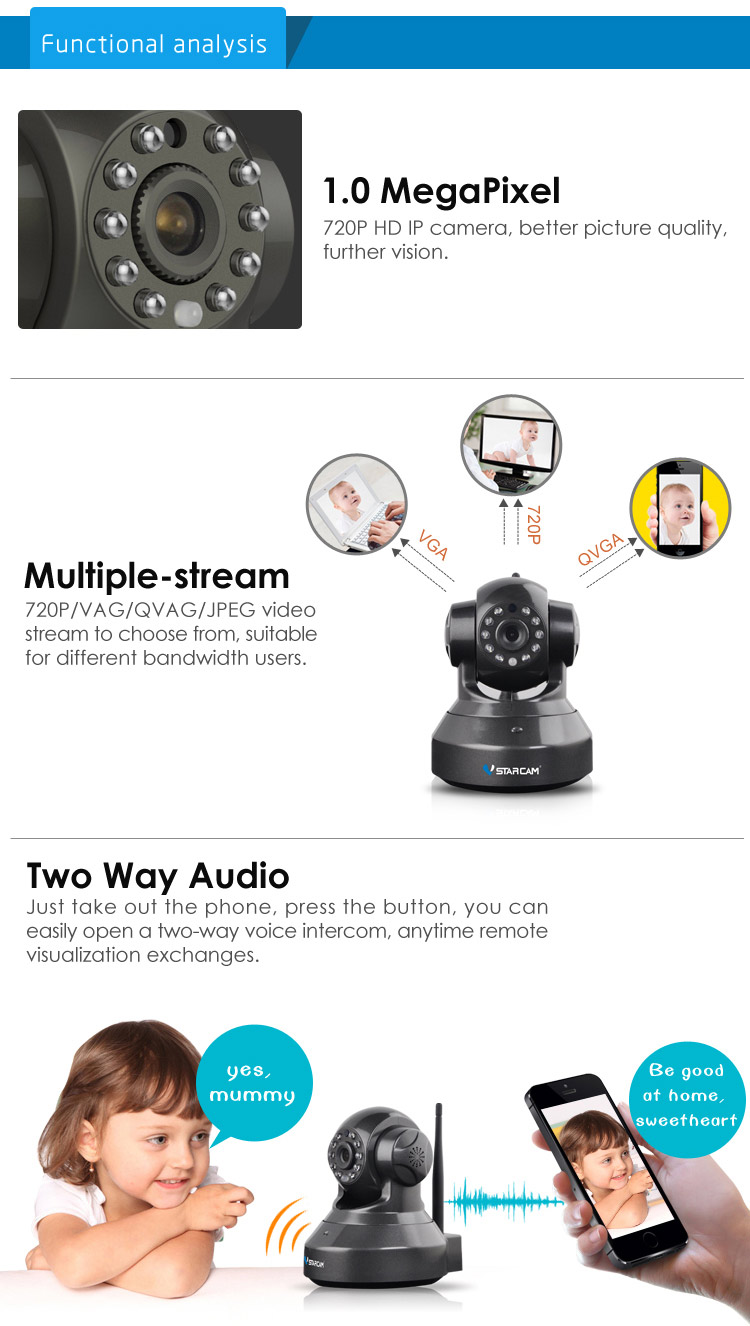 Functional analysis
1.0 MegaPixel
720P HD IP camera, better picture quality,
further vision.
VGA
720P
QVGA
Multiple-stream
720P/VAG/QVAG/JPEG video
stream to choose from, suitable
for different bandwidth users.
VSTARCAM
Two Way Audio
Just take out the phone, press the button, you can
easily open a two-way voice intercom, anytime remote
visualization exchanges.
yes,
mummy
Be good
at home,
sweetheart
VSTARCAM